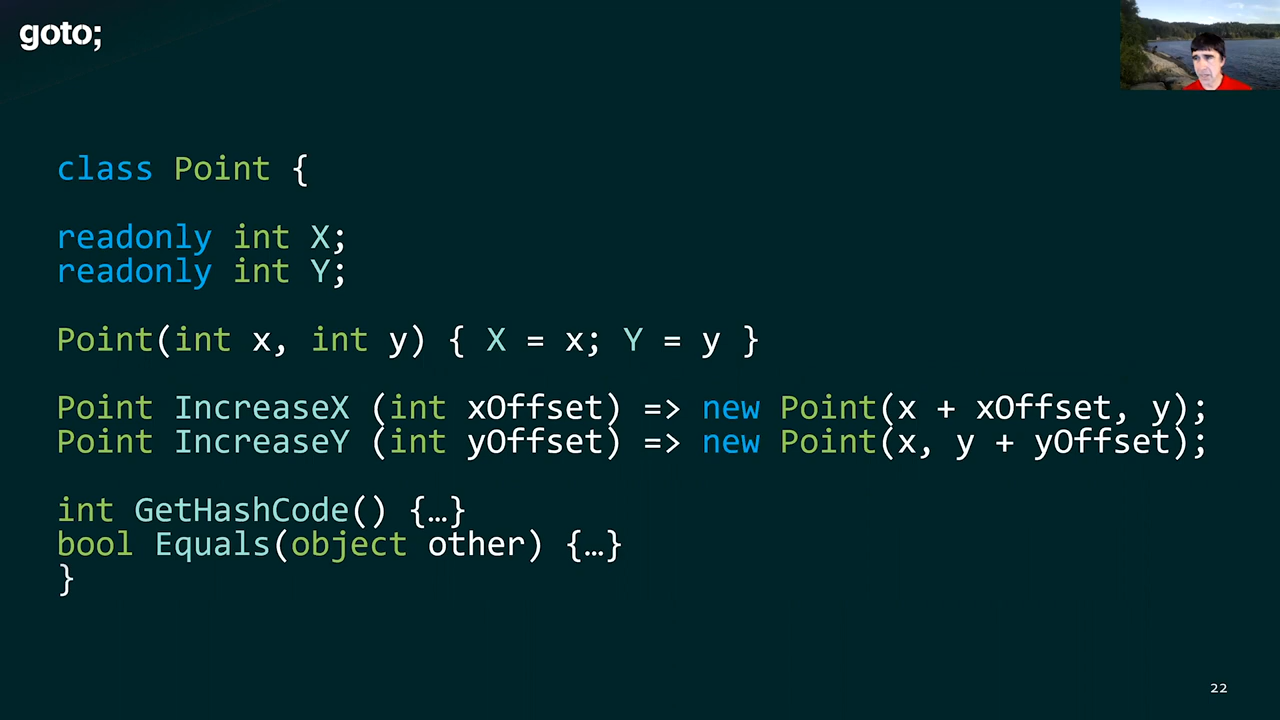 goto;
class Point {
readonly int X;
readonly int Y;
Point(int x, int y) { X = x; Y = y }
Point IncreaseX (int xOffset) => new Point(x + xOffset, y);
Point IncreaseY (int yOffset) => new Point(x, y + yOffset);
int GetHashCode() {…}
bool Equals(object other) {…}
}
22